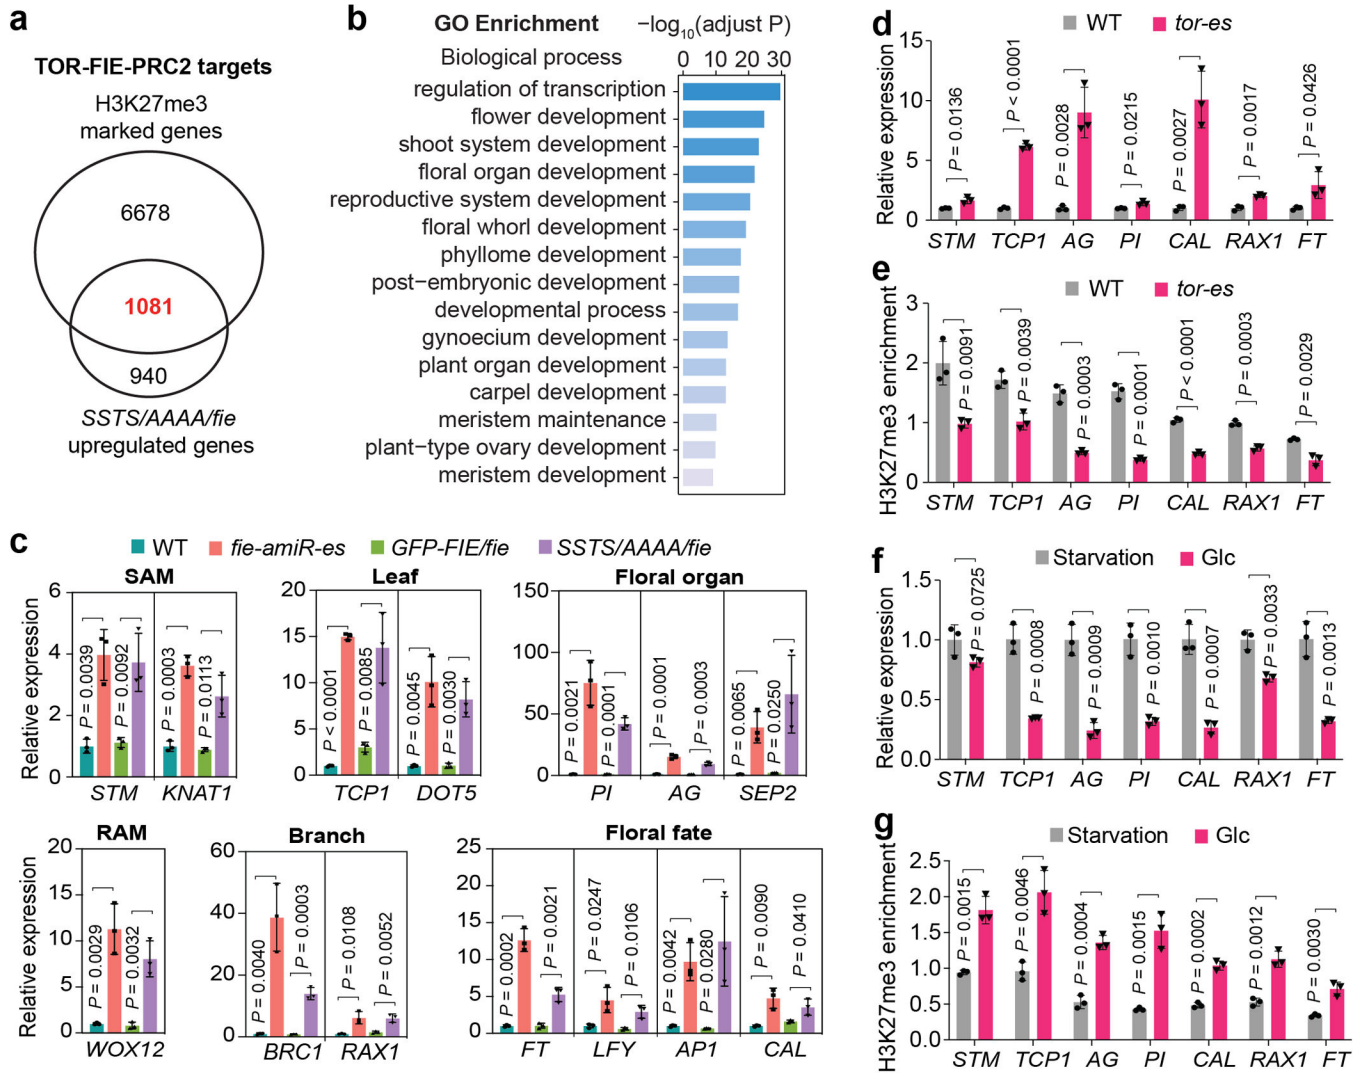 a
TOR-FIE-PRC2 targets
H3K27me3
marked genes
6678
1081
940
SSTS/AAAA/fie
upregulated genes
b
GO Enrichment
−log10(adjust P)
Biological process
0 10 20 30
regulation of transcription
flower development
shoot system development
floral organ development
reproductive system development
floral whorl development
phyllome development
post−embryonic development
developmental process
gynoecium development
plant organ development
carpel development
meristem maintenance
plant−type ovary development
meristem development
c
WT fie-amiR-es GFP-FIE/fie SSTS/AAAA/fie
SAM
Relative expression
6
4
2
0
P = 0.0039
P = 0.0092
P = 0.0003
P = 0.0113
STM KNAT1
Leaf
20
15
10
5
0
P < 0.0001
P = 0.0085
P = 0.0045
P = 0.0030
TCP1 DOT5
Floral organ
150
100
50
0
P = 0.0021
P = 0.0001
P = 0.0001
P = 0.0003
P = 0.0065
P = 0.0250
PI AG SEP2
RAM
Relative expression
20
15
10
5
0
P = 0.0029
P = 0.0032
WOX12
Branch
60
40
20
0
P = 0.0040
P = 0.0003
P = 0.0108
P = 0.0052
BRC1 RAX1
Floral fate
25
20
15
10
5
0
P = 0.0002
P = 0.0021
P = 0.0247
P = 0.0106
P = 0.0042
P = 0.0280
P = 0.0090
P = 0.0410
FT LFY AP1 CAL
d
WT tor-es
Relative expression
15
10
5
0
P = 0.0136
P < 0.0001
P = 0.0028
P = 0.0215
P = 0.0027
P = 0.0017
P = 0.0426
STM TCP1 AG PI CAL RAX1 FT
e
WT tor-es
H3K27me3 enrichment
3
2
1
0
P = 0.0091
P = 0.0039
P = 0.0003
P = 0.0001
P < 0.0001
P = 0.0003
P = 0.0029
STM TCP1 AG PI CAL RAX1 FT
f
Starvation Glc
Relative expression
1.5
1.0
0.5
0.0
P = 0.0725
P = 0.0008
P = 0.0009
P = 0.0010
P = 0.0007
P = 0.0033
P = 0.0013
STM TCP1 AG PI CAL RAX1 FT
g
Starvation Glc
H3K27me3 enrichment
2.5
2.0
1.5
1.0
0.5
0.0
P = 0.0015
P = 0.0046
P = 0.0004
P = 0.0015
P = 0.0002
P = 0.0012
P = 0.0030
STM TCP1 AG PI CAL RAX1 FT